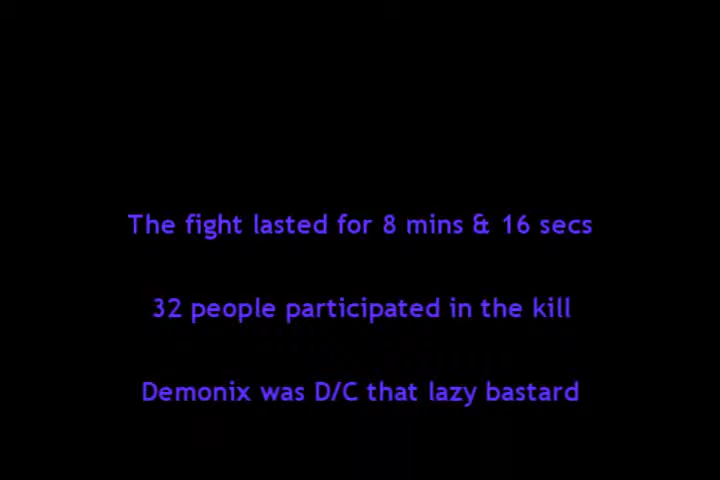 The fight lasted for 8 mins & 16 secs
32 people participated in the kill
Demonix was D/C that lazy bastard